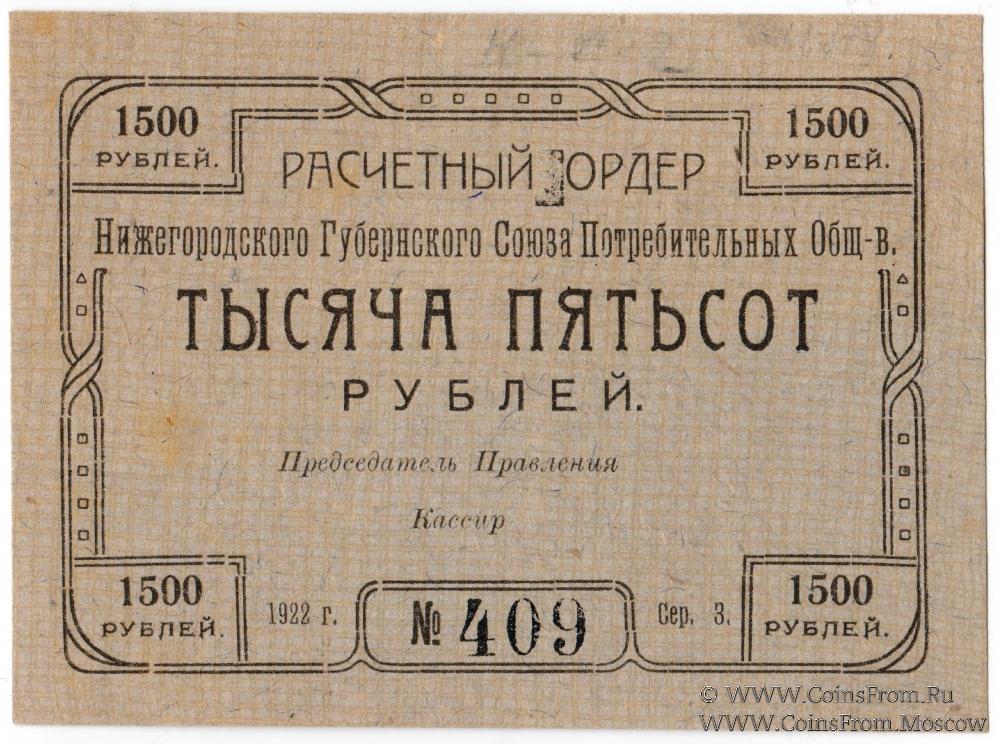 1500
РУБЛЕЙ.
1500
РУБЛЕЙ.
РАСЧЕТНЫЙ ОРДЕР
Нижегородского Губернского Союза Потребительных Общ-в.
ТЫСЯЧА ПЯТЬСОТ
РУБЛЕЙ.
Председатель Правления
Кассир
1500
РУБЛЕЙ.
1922 г.
№ 409
Сер. 3.
1500
РУБЛЕЙ.
© WWW.CoinsFrom.Ru
WWW.CoinsFrom.Moscow